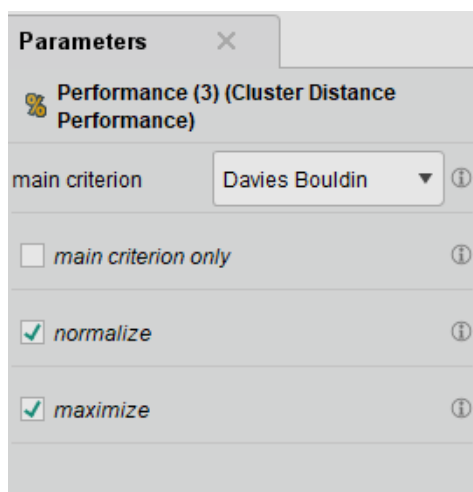 Parameters
Performance (3) (Cluster Distance
Performance)
main criterion Davies Bouldin
main criterion only
normalize
maximize